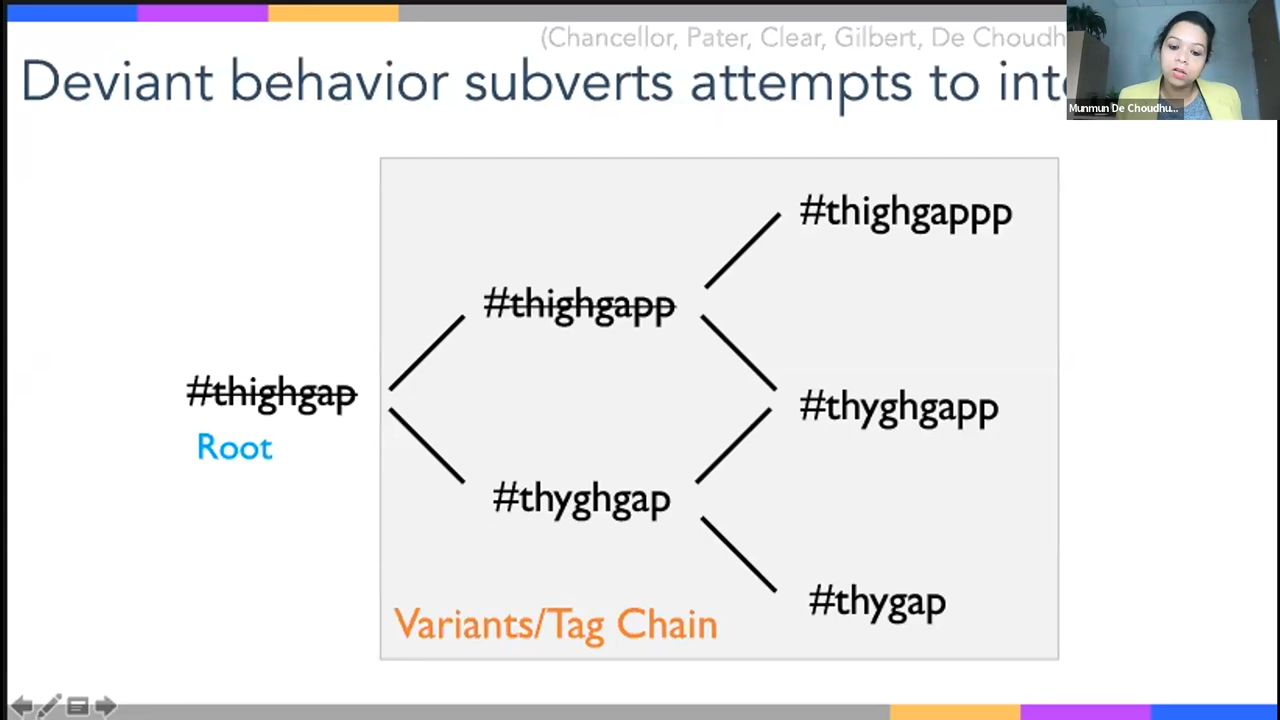 (Chancellor, Pater, Clear, Gilbert, De Choudh
Deviant behavior subverts attempts to int
Munmun De Choudhu...
#thighgappp
#thighgapp
#thighgap
Root
#thyghgapp
#thyghgap
#thygap
Variants/Tag Chain